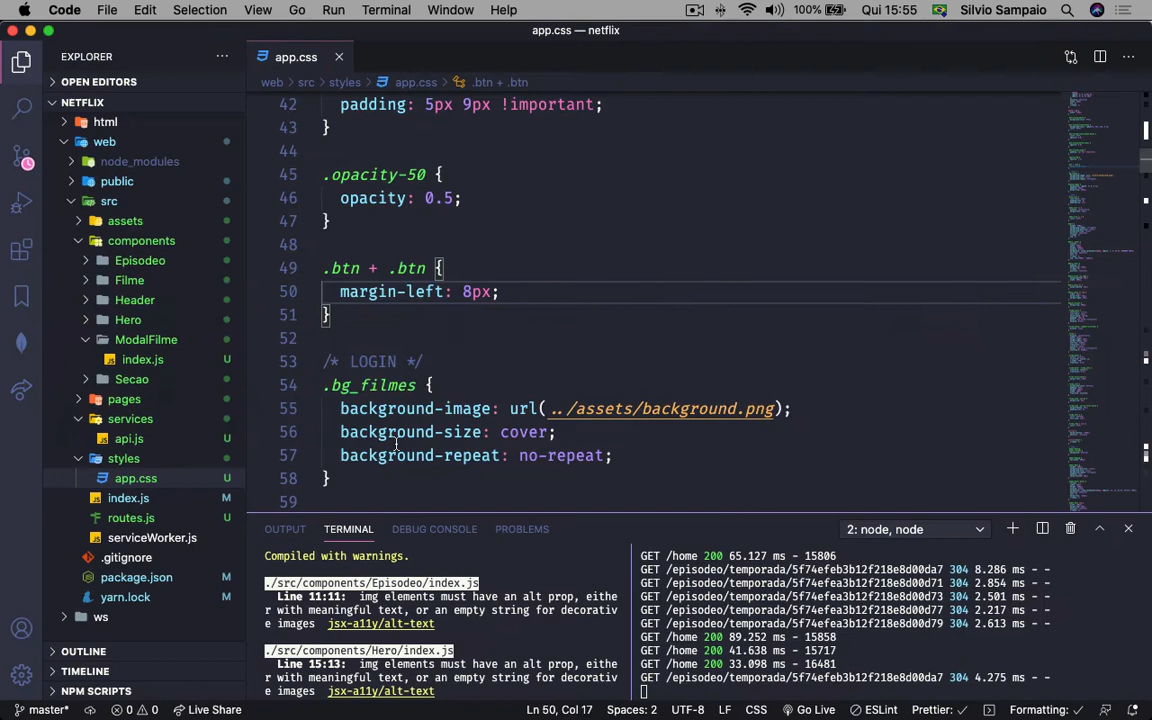 Code File Edit Selection View Go Run Terminal Window Help 100% Qui 15:55 Silvio Sampaio
app.css — netflix
EXPLORER
OPEN EDITORS
NETFLIX
html
web
node_modules
public
src
assets
components
Episodeo
Filme
Header
Hero
ModalFilme
index.js U
Secao
pages
services
api.js U
styles
app.css U
index.js M
routes.js U
serviceWorker.js
.gitignore
package.json M
yarn.lock M
ws
OUTLINE
TIMELINE
NPM SCRIPTS
app.css
web › src › styles › app.css › .btn + .btn
42 padding: 5px 9px !important;
43 }
44
45 .opacity-50 {
46 opacity: 0.5;
47 }
48
49 .btn + .btn {
50 margin-left: 8px;
51 }
52
53 /* LOGIN */
54 .bg_filmes {
55 background-image: url(../assets/background.png);
56 background-size: cover;
57 background-repeat: no-repeat;
58 }
59
OUTPUT TERMINAL DEBUG CONSOLE PROBLEMS 2: node, node
Compiled with warnings.
./src/components/Episodeo/index.js
Line 11:11: img elements must have an alt prop, eithe
r with meaningful text, or an empty string for decorativ
e images jsx-a11y/alt-text
./src/components/Hero/index.js
Line 15:13: img elements must have an alt prop, eithe
r with meaningful text, or an empty string for decorativ
e images jsx-a11y/alt-text
GET /home 200 65.127 ms - 15806
GET /episodeo/temporada/5f74efeb3b12f218e8d00da7 304 8.286 ms - -
GET /episodeo/temporada/5f74efea3b12f218e8d00d71 304 2.854 ms - -
GET /episodeo/temporada/5f74efea3b12f218e8d00d73 304 2.501 ms - -
GET /episodeo/temporada/5f74efea3b12f218e8d00d77 304 2.217 ms - -
GET /episodeo/temporada/5f74efea3b12f218e8d00d79 304 2.613 ms - -
GET /home 200 89.252 ms - 15858
GET /home 200 41.638 ms - 15717
GET /home 200 33.098 ms - 16481
GET /episodeo/temporada/5f74efeb3b12f218e8d00da7 304 4.275 ms - -
master* 0 0 Live Share Ln 50, Col 17 Spaces: 2 UTF-8 LF CSS Go Live ESLint Prettier: ✓ Formatting: ✓